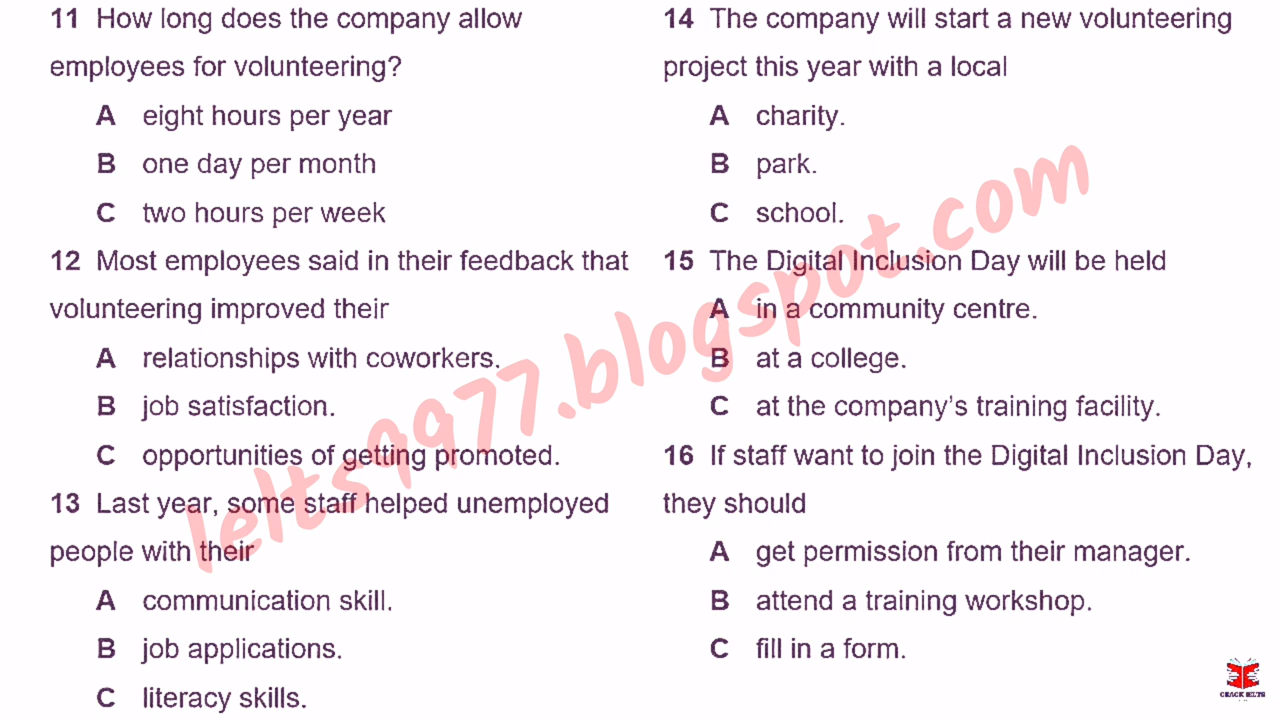 11 How long does the company allow
employees for volunteering?
A eight hours per year
B one day per month
C two hours per week
12 Most employees said in their feedback that
volunteering improved their
A relationships with coworkers.
B job satisfaction.
C opportunities of getting promoted.
13 Last year, some staff helped unemployed
people with their
A communication skill.
B job applications.
C literacy skills.
14 The company will start a new volunteering
project this year with a local
A charity.
B park.
C school.
15 The Digital Inclusion Day will be held
A in a community centre.
B at a college.
C at the company’s training facility.
16 If staff want to join the Digital Inclusion Day,
they should
A get permission from their manager.
B attend a training workshop.
C fill in a form.
Ielts9977.blogspot.com
CRACK IELTS